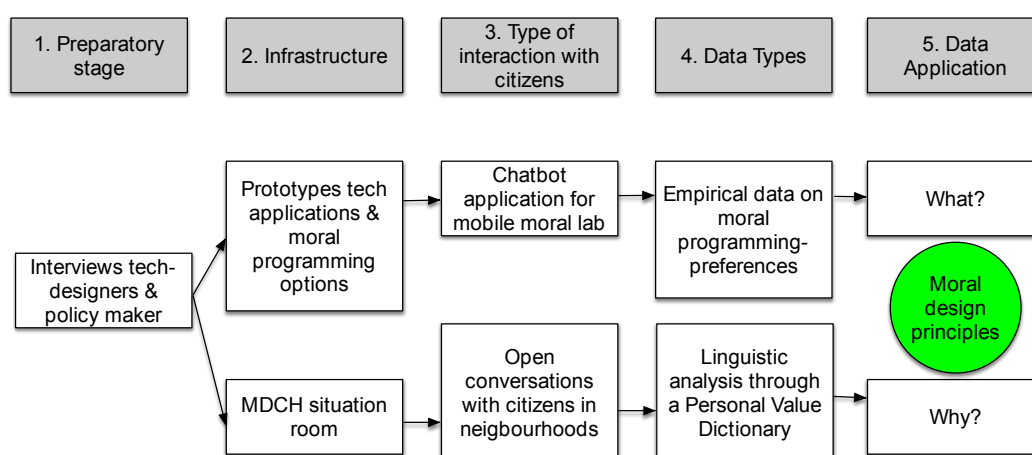 1. Preparatory
stage
2. Infrastructure
3. Type of
interaction with
citizens
4. Data Types
5. Data
Application
Interviews tech-
designers &
policy maker
Prototypes tech
applications &
moral
programming
options
Chatbot
application for
mobile moral lab
Empirical data on
moral
programming-
preferences
What?
Moral
design
principles
MDCH situation
room
Open
conversations
with citizens in
neigbourhoods
Linguistic
analysis through
a Personal Value
Dictionary
Why?